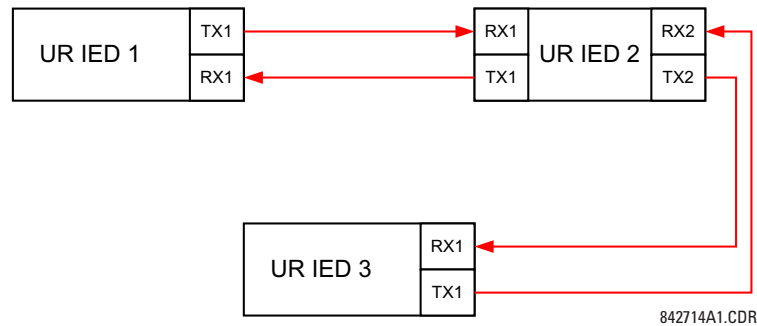 UR IED 1
TX1
RX1
RX1
TX1
UR IED 2
RX2
TX2
UR IED 3
RX1
TX1
842714A1.CDR